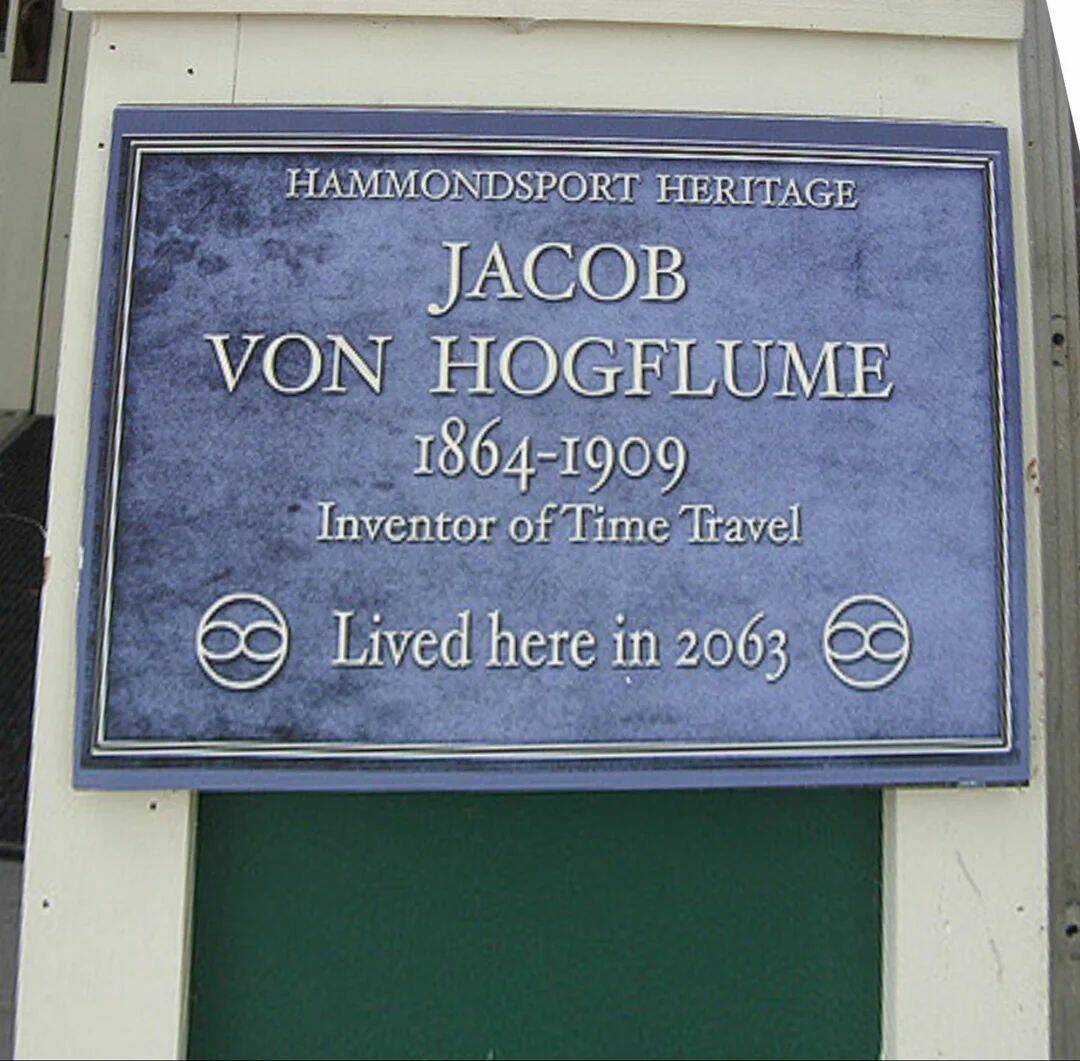 HAMMONDSPORT HERITAGE
JACOB
VON HOGFLUME
1864-1909
Inventor of Time Travel
Lived here in 2063